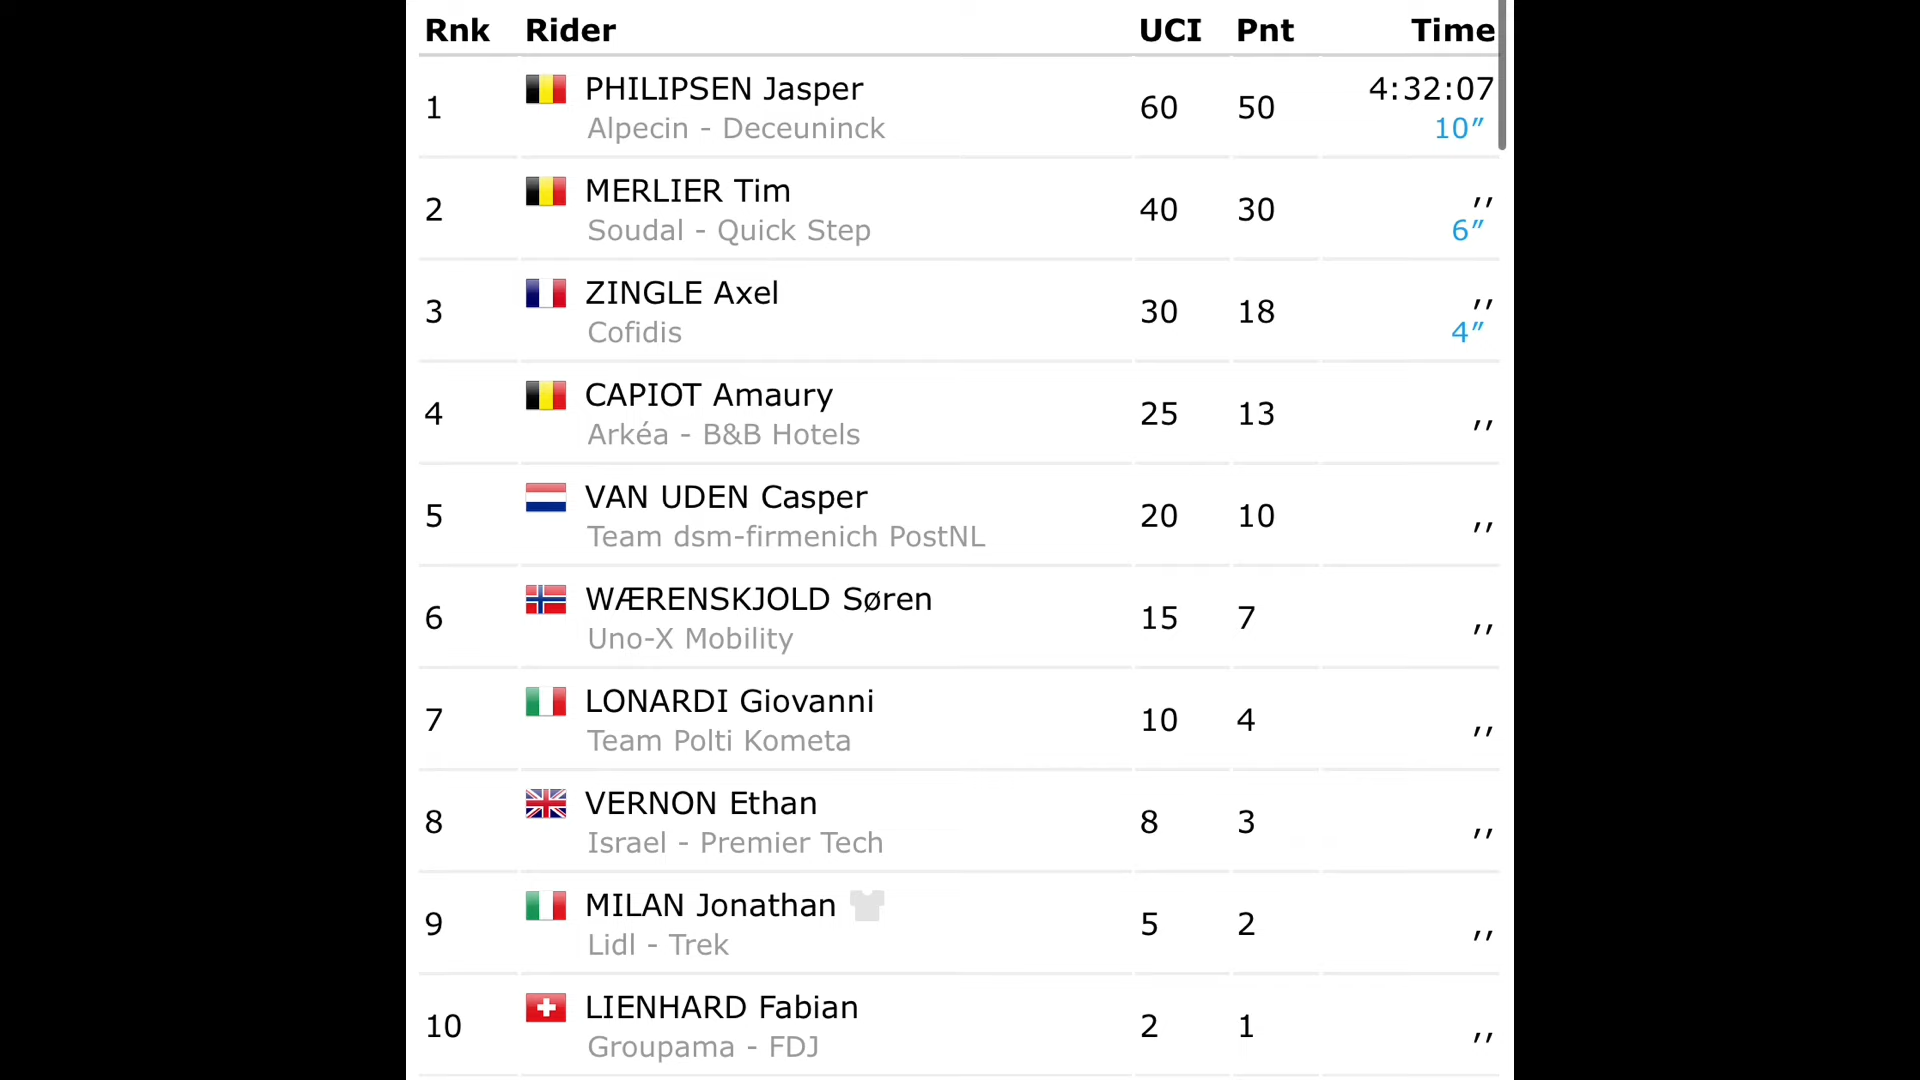 Rnk Rider UCI Pnt Time
1 PHILIPSEN Jasper 60 50 4:32:07
Alpecin - Deceuninck 10″
2 MERLIER Tim 40 30 ,,
Soudal - Quick Step 6″
3 ZINGLE Axel 30 18 ,,
Cofidis 4″
4 CAPIOT Amaury 25 13 ,,
Arkéa - B&B Hotels
5 VAN UDEN Casper 20 10 ,,
Team dsm-firmenich PostNL
6 WÆRENSKJOLD Søren 15 7 ,,
Uno-X Mobility
7 LONARDI Giovanni 10 4 ,,
Team Polti Kometa
8 VERNON Ethan 8 3 ,,
Israel - Premier Tech
9 MILAN Jonathan 5 2 ,,
Lidl - Trek
10 LIENHARD Fabian 2 1 ,,
Groupama - FDJ